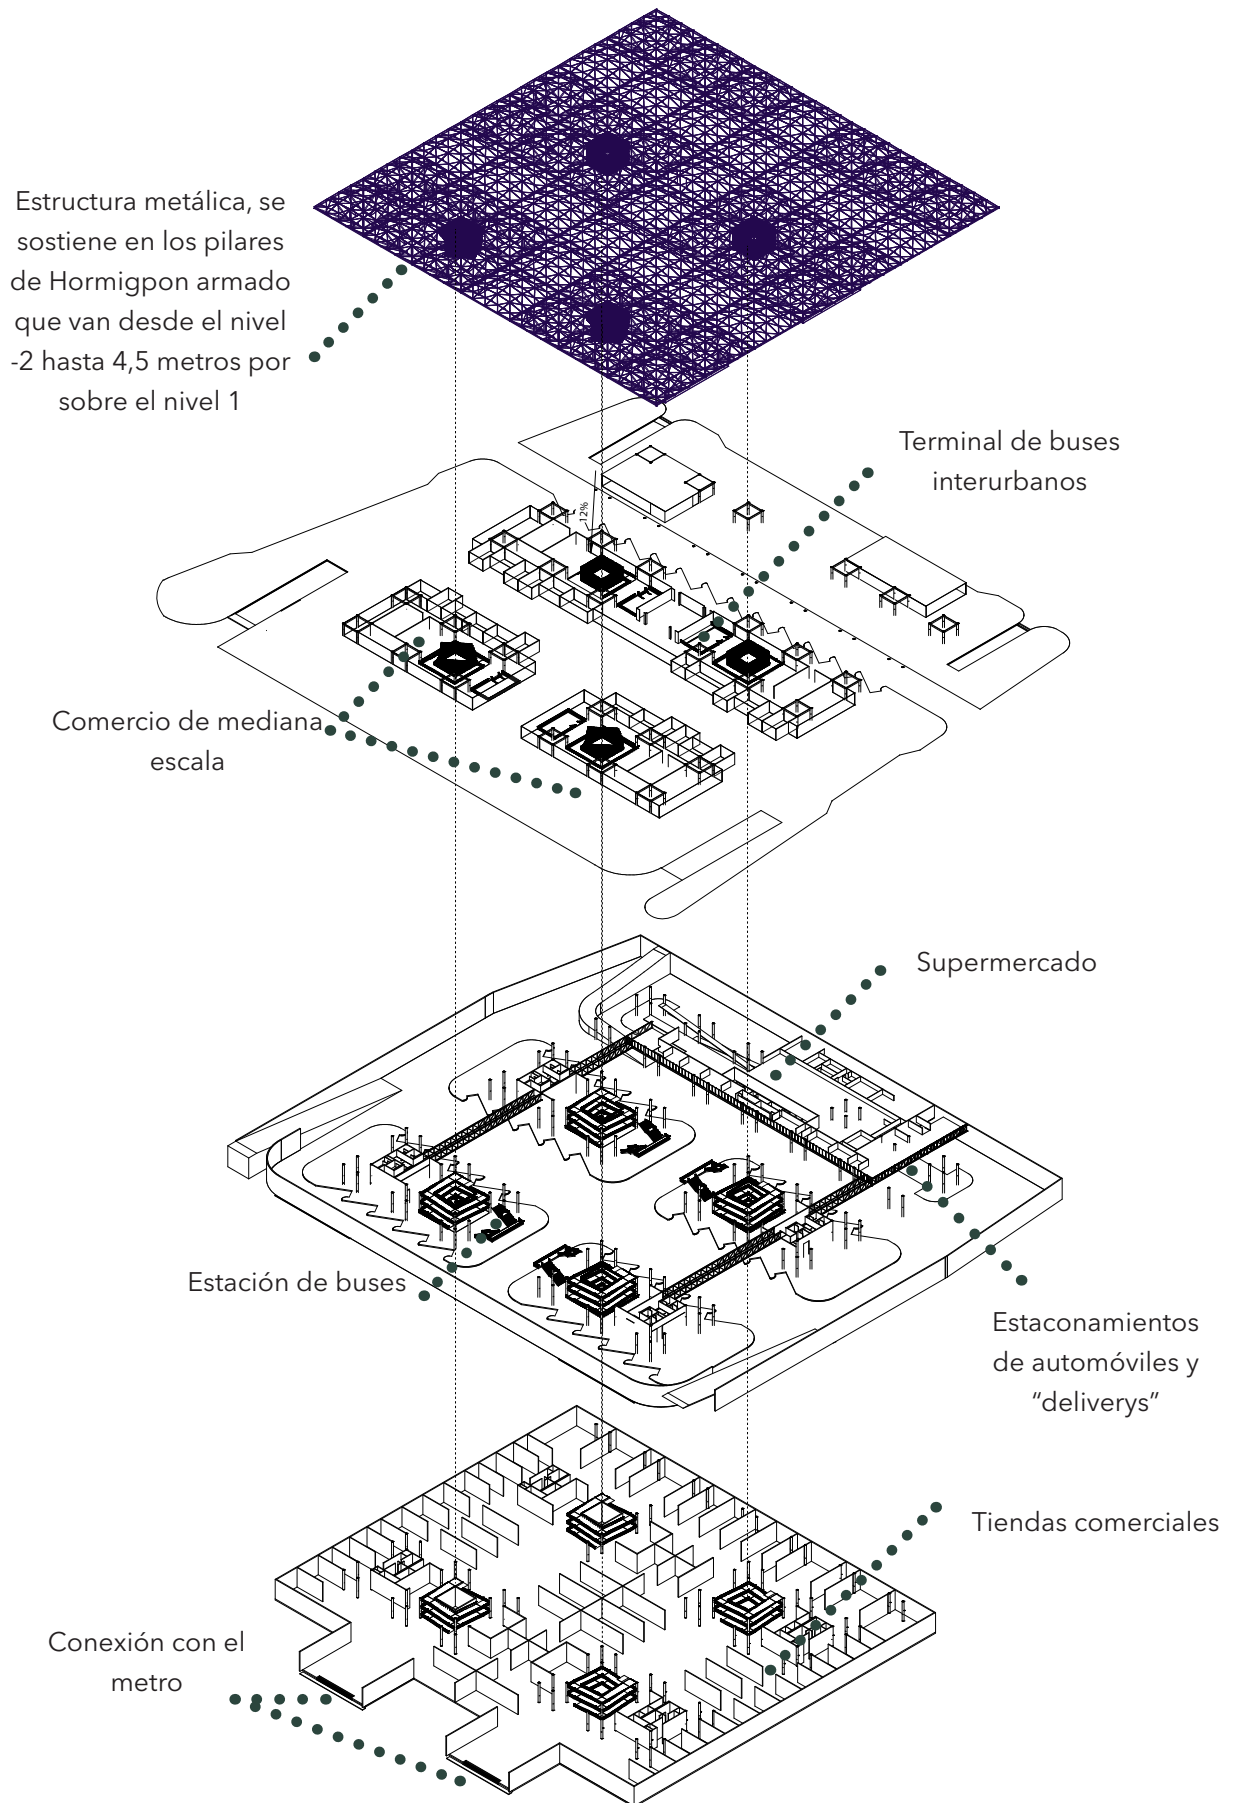 Estructura metálica, se
sostiene en los pilares
de Hormigpon armado
que van desde el nivel
-2 hasta 4,5 metros por
sobre el nivel 1
Terminal de buses
interurbanos
12%
Comercio de mediana
escala
Supermercado
Estación de buses
Estaconamientos
de automóviles y
“deliverys”
Tiendas comerciales
Conexión con el
metro